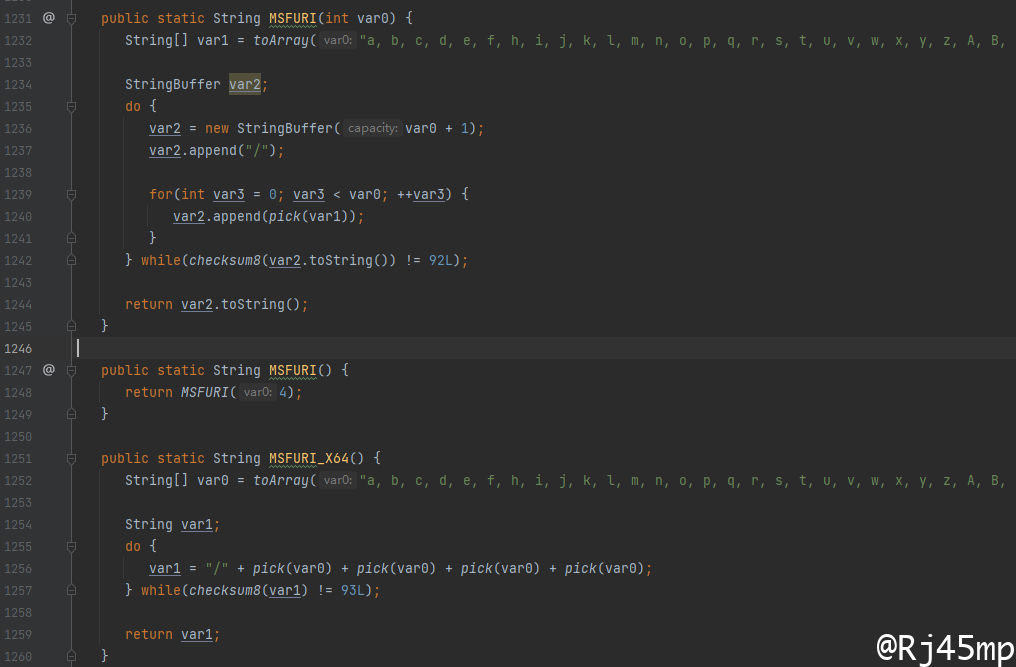 1231 @ public static String MSFURI(int var0) {
1232 String[] var1 = toArray( var0: "a, b, c, d, e, f, h, i, j, k, l, m, n, o, p, q, r, s, t, u, v, w, x, y, z, A, B,
1233
1234 StringBuffer var2;
1235 do {
1236 var2 = new StringBuffer( capacity: var0 + 1);
1237 var2.append("/");
1238
1239 for(int var3 = 0; var3 < var0; ++var3) {
1240 var2.append(pick(var1));
1241 }
1242 } while(checksum8(var2.toString()) != 92L);
1243
1244 return var2.toString();
1245 }
1246
1247 @ public static String MSFURI() {
1248 return MSFURI( var0: 4);
1249 }
1250
1251 public static String MSFURI_X64() {
1252 String[] var0 = toArray( var0: "a, b, c, d, e, f, h, i, j, k, l, m, n, o, p, q, r, s, t, u, v, w, x, y, z, A, B,
1253
1254 String var1;
1255 do {
1256 var1 = "/" + pick(var0) + pick(var0) + pick(var0) + pick(var0);
1257 } while(checksum8(var1) != 93L);
1258
1259 return var1;
1260 }
@Rj45mp